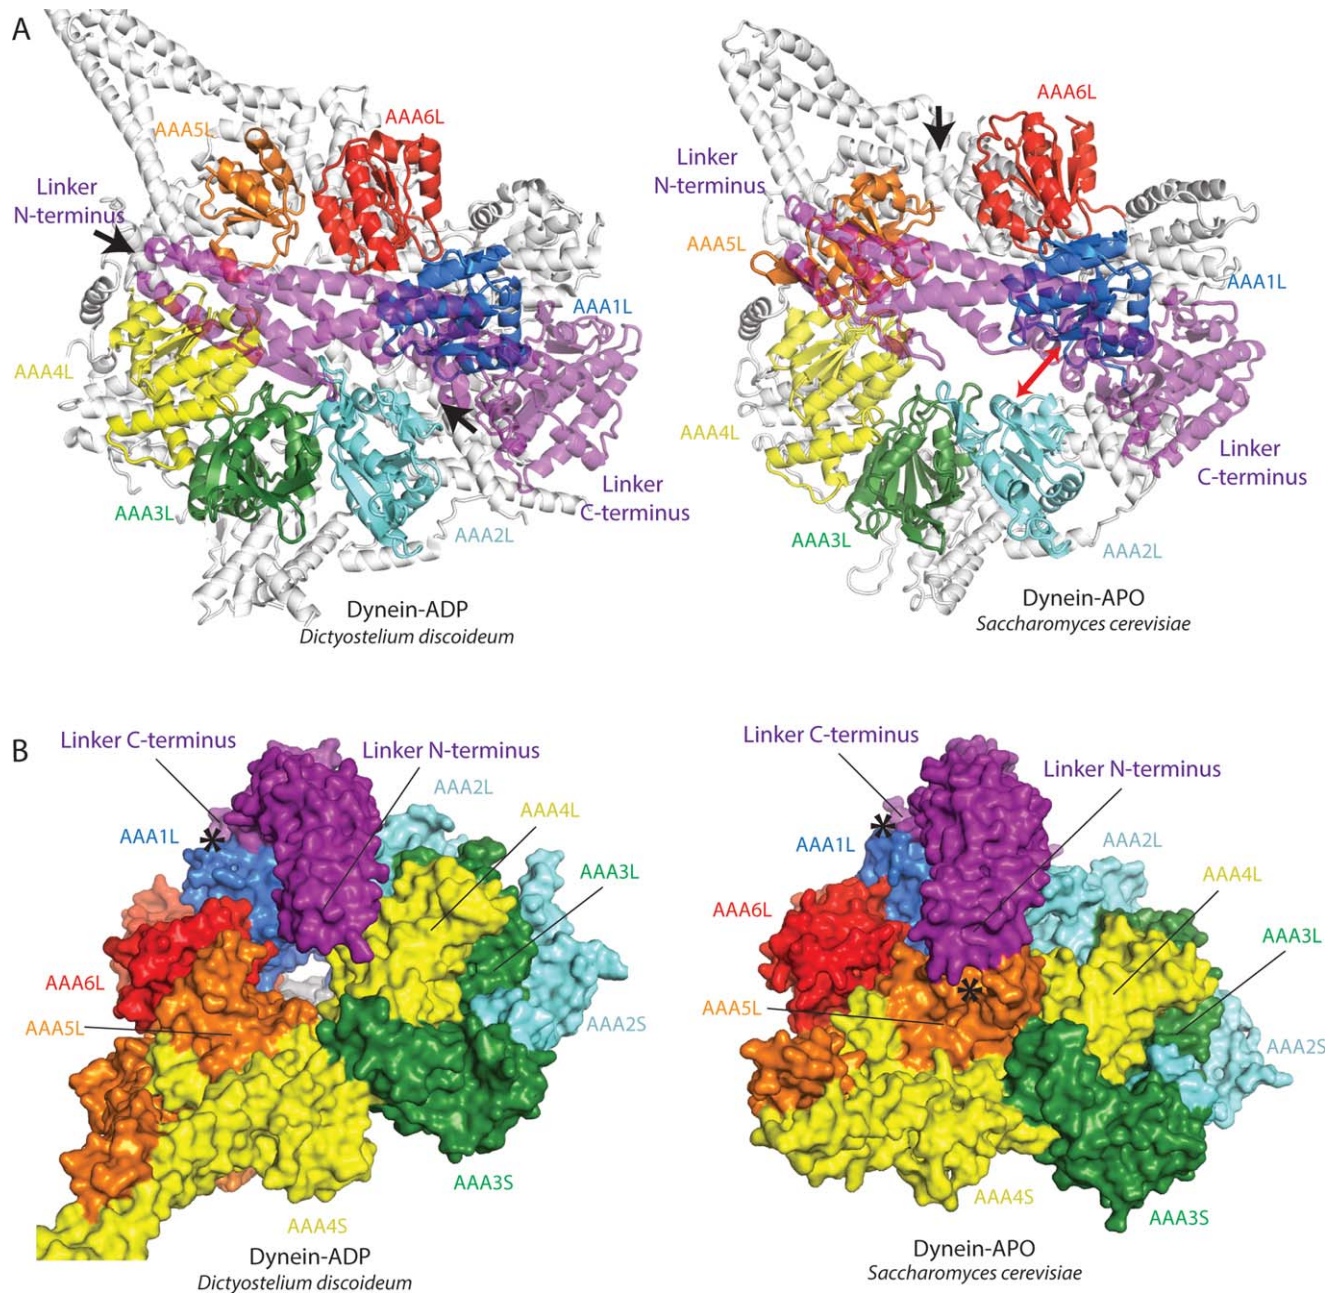 A
AAA5L
AAA6L
Linker
N-terminus
AAA1L
AAA4L
AAA3L
AAA2L
Linker
C-terminus
Dynein-ADP
Dictyostelium discoideum
AAA6L
Linker
N-terminus
AAA5L
AAA1L
AAA4L
Linker
C-terminus
AAA3L
AAA2L
Dynein-APO
Saccharomyces cerevisiae
B
Linker C-terminus
Linker N-terminus
AAA2L
AAA4L
AAA1L
*
AAA3L
AAA6L
AAA5L
AAA2S
AAA3S
AAA4S
Dynein-ADP
Dictyostelium discoideum
Linker C-terminus
Linker N-terminus
*
AAA1L
AAA2L
AAA4L
AAA6L
AAA3L
*
AAA5L
AAA2S
AAA4S
AAA3S
Dynein-APO
Saccharomyces cerevisiae